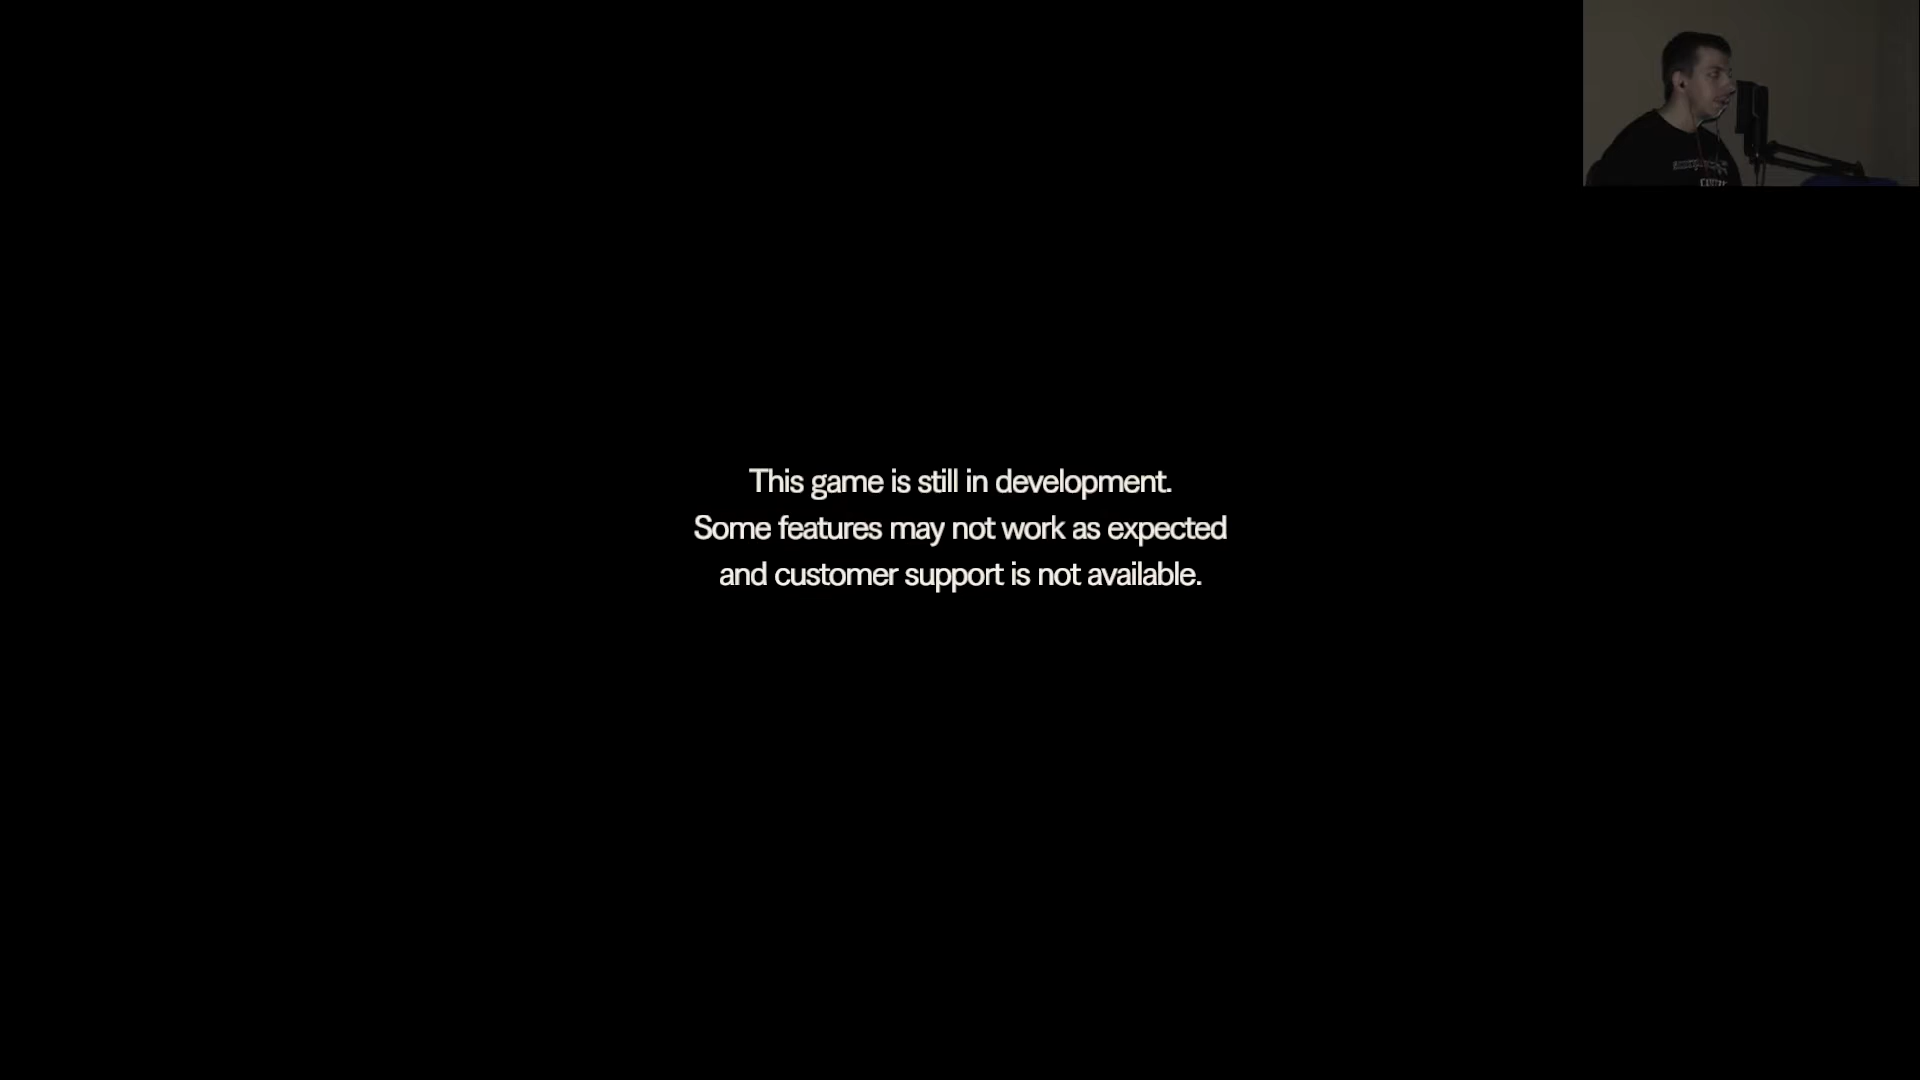 This game is still in development.
Some features may not work as expected
and customer support is not available.